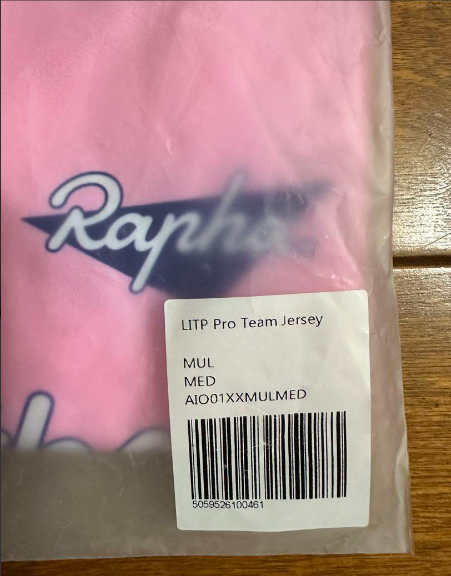 Rapha
LITP Pro Team Jersey
MUL
MED
AIO01XXMULMED
5059526100461